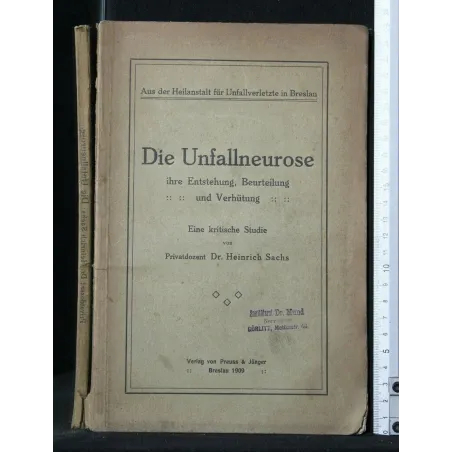 Aus der Heilanstalt für Unfallverletzte in Breslau
Die Unfallneurose
ihre Entstehung, Beurteilung
:: :: und Verhütung :: ::
Eine kritische Studie
von
Privatdozent Dr. Heinrich Sachs
GÖRLITZ,
Verlag von Preuss & Jünger
:: Breslau 1909 ::